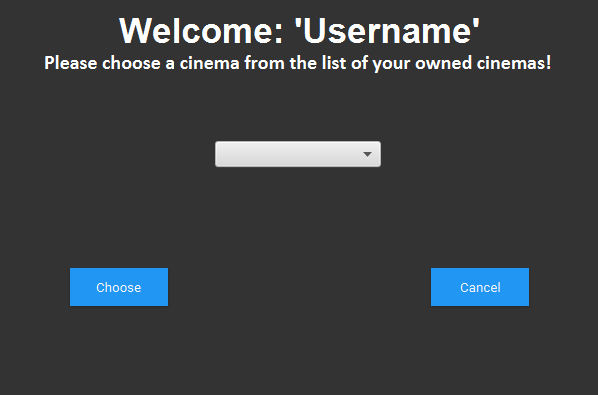 Welcome: 'Username'
Please choose a cinema from the list of your owned cinemas!
Choose
Cancel